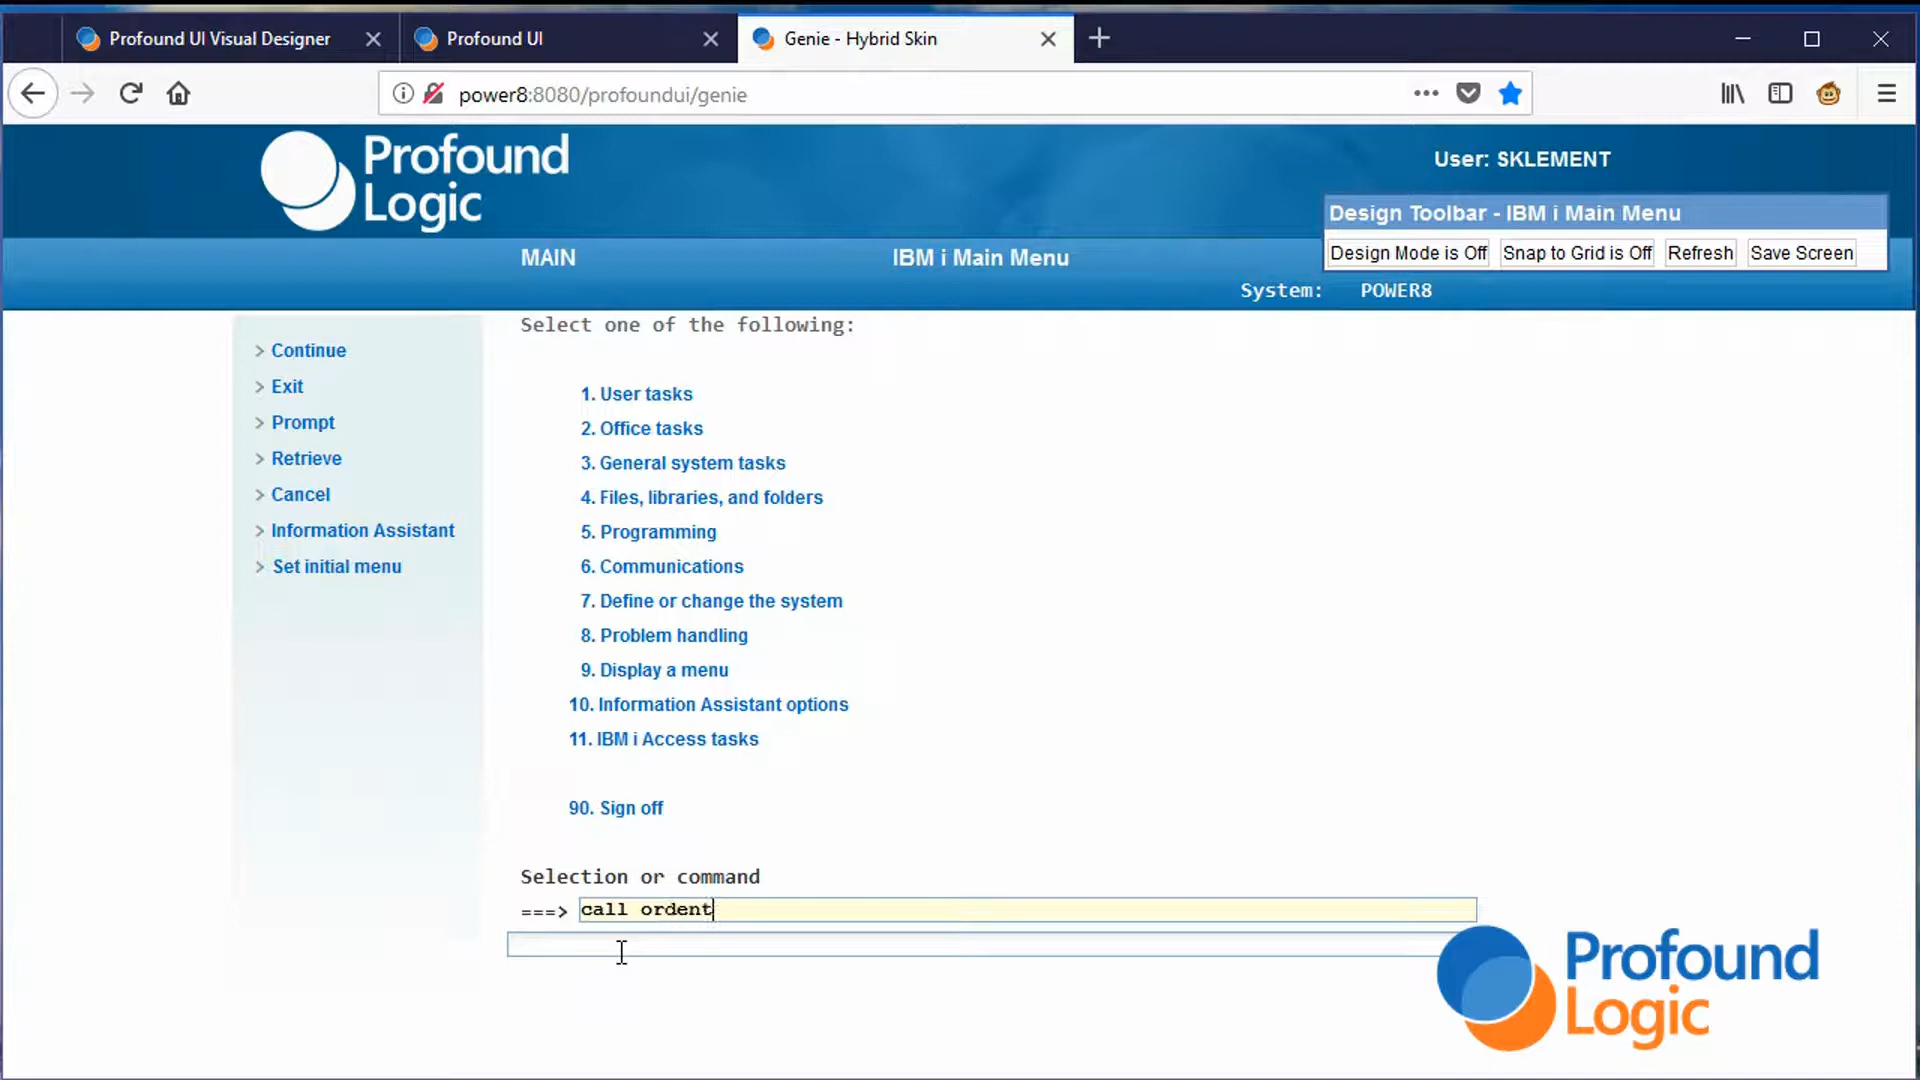 Profound UI Visual Designer
Profound UI
Genie - Hybrid Skin
power8:8080/profoundui/genie
Profound
Logic
User: SKLEMENT
Design Toolbar - IBM i Main Menu
Design Mode is Off Snap to Grid is Off Refresh Save Screen
MAIN IBM i Main Menu
System: POWER8
Select one of the following:
> Continue
> Exit
> Prompt
> Retrieve
> Cancel
> Information Assistant
> Set initial menu
1. User tasks
2. Office tasks
3. General system tasks
4. Files, libraries, and folders
5. Programming
6. Communications
7. Define or change the system
8. Problem handling
9. Display a menu
10. Information Assistant options
11. IBM i Access tasks
90. Sign off
Selection or command
===> call ordent
Profound
Logic